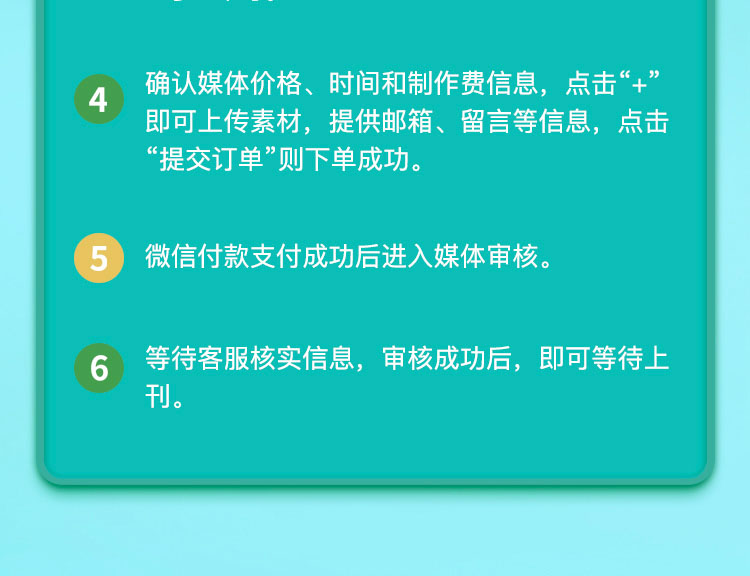 4
确认媒体价格、时间和制作费信息，点击“+”
即可上传素材，提供邮箱、留言等信息，点击
“提交订单”则下单成功。
5
微信付款支付成功后进入媒体审核。
6
等待客服核实信息，审核成功后，即可等待上
刊。